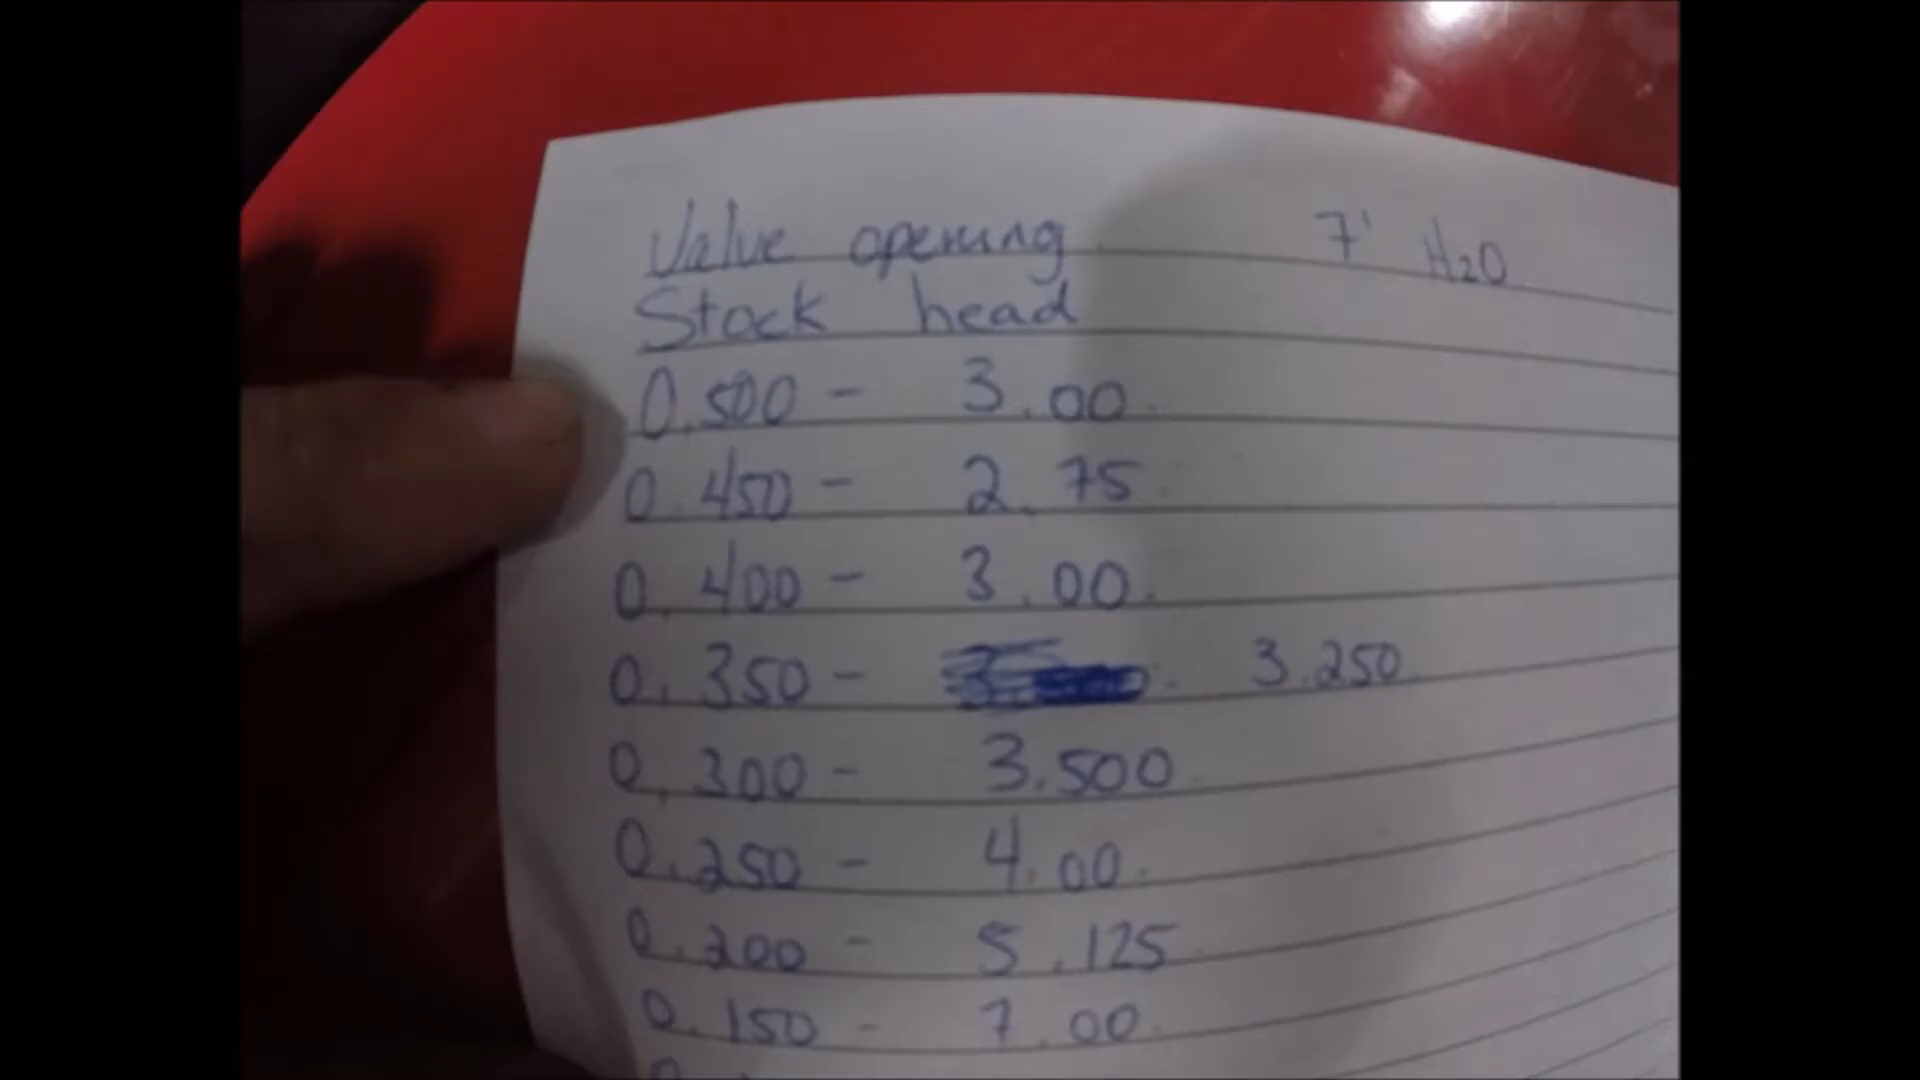 Valve opening 7' H2O
Stock head
0.500 - 3.00
0.450 - 2.75
0.400 - 3.00
0.350 - 3.250
0.300 - 3.500
0.250 - 4.00
0.200 - 5.125
0.150 - 7.00